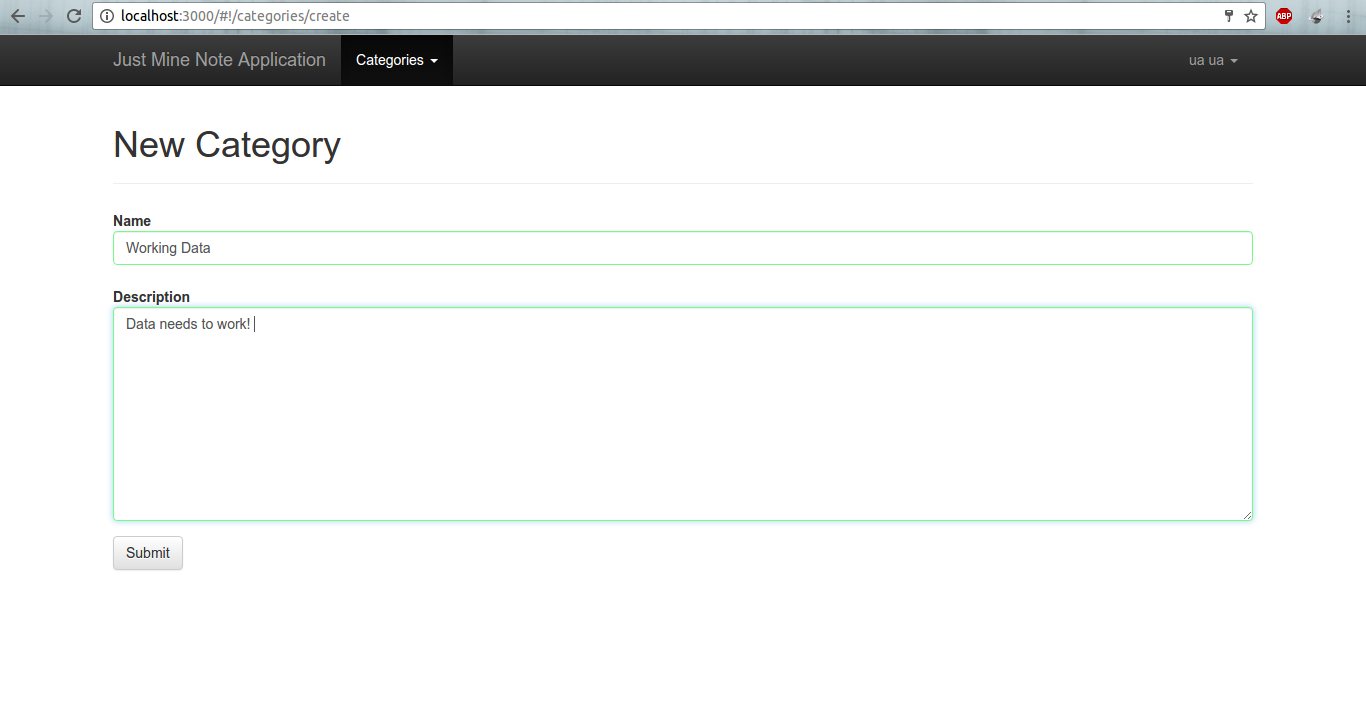 localhost:3000/#!/categories/create
ABP
Just Mine Note Application Categories ua ua
New Category
Name
Working Data
Description
Data needs to work!
Submit